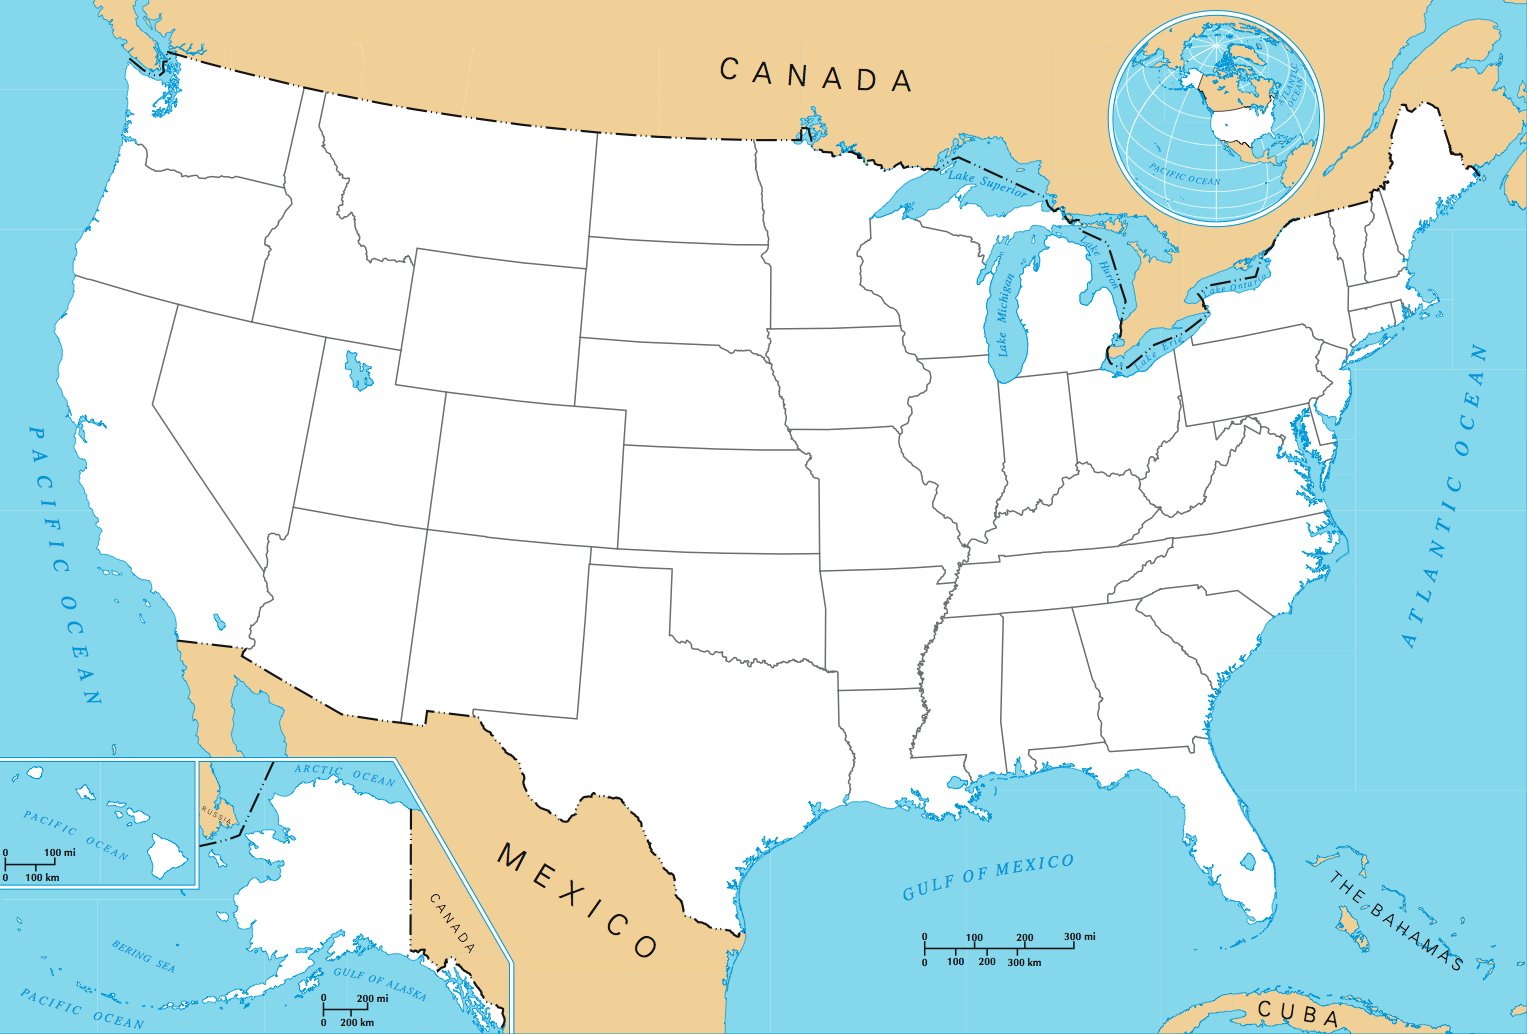 CANADA
ATLANTIC
OCEAN
PACIFIC OCEAN
Lake Superior
Lake Huron
Lake Michigan
Lake Ontario
Lake Erie
PACIFIC OCEAN
ATLANTIC OCEAN
ARCTIC OCEAN
RUSSIA
PACIFIC OCEAN
0 100 mi
0 100 km
CANADA
MEXICO
GULF OF MEXICO
0 100 200 300 mi
0 100 200 300 km
THE BAHAMAS
BERING SEA
GULF OF ALASKA
PACIFIC OCEAN
0 200 mi
0 200 km
CUBA